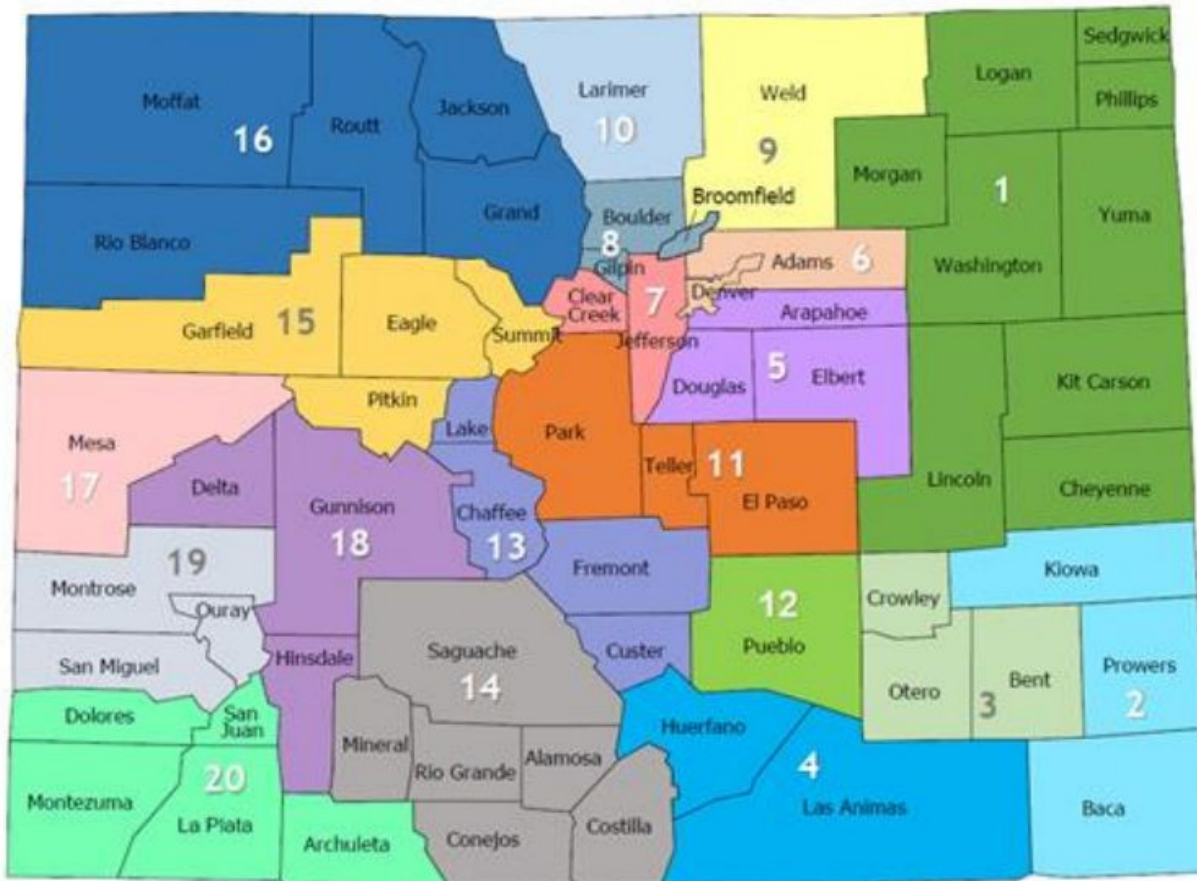 Sedgwick
Logan
Moffat
Jackson
Larimer
Weld
Phillips
Routt
16
10
9
Morgan
1
Yuma
Rio Blanco
Grand
Boulder
Broomfield
8
Gilpin
Adams
6
Washington
Denver
Clear
Creek
7
Arapahoe
Garfield
15
Eagle
Summit
Jefferson
Douglas
5
Elbert
Kit Carson
Pitkin
Mesa
17
Lake
Park
Teller
11
Delta
Gunnison
18
Chaffee
13
El Paso
Lincoln
Cheyenne
19
Montrose
Ouray
Fremont
12
Crowley
Kiowa
San Miguel
Hinsdale
Saguache
14
Custer
Pueblo
Otero
Bent
3
Prowers
2
Dolores
San
Juan
Mineral
Rio Grande
Alamosa
Huerfano
4
Montezuma
20
La Plata
Archuleta
Conejos
Costilla
Las Animas
Baca